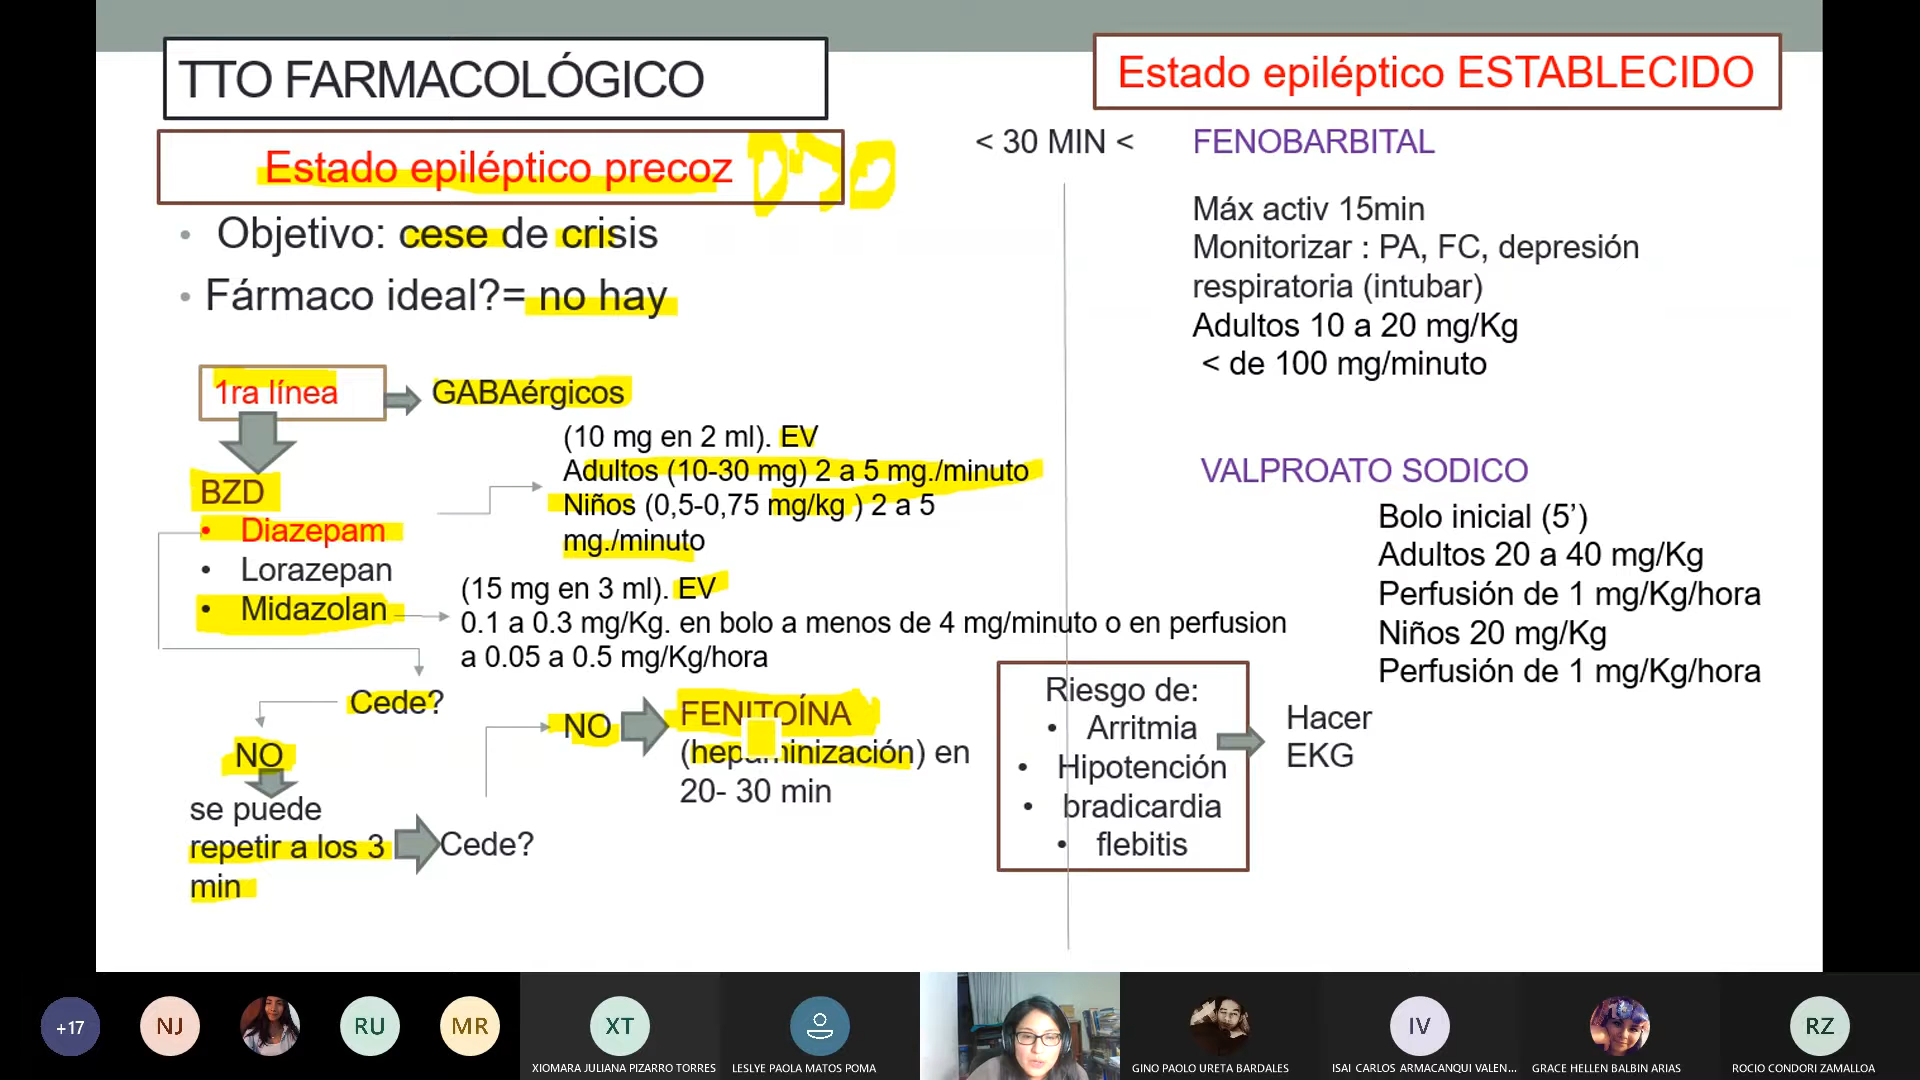 TTO FARMACOLÓGICO
Estado epiléptico precoz
• Objetivo: cese de crisis
• Fármaco ideal?= no hay
1ra línea
GABAérgicos
BZD
• Diazepam
• Lorazepan
• Midazolan
(10 mg en 2 ml). EV
Adultos (10-30 mg) 2 a 5 mg./minuto
Niños (0,5-0,75 mg/kg ) 2 a 5
mg./minuto
(15 mg en 3 ml). EV
0.1 a 0.3 mg/Kg. en bolo a menos de 4 mg/minuto o en perfusion
a 0.05 a 0.5 mg/Kg/hora
Cede?
NO
se puede
repetir a los 3
min
Cede?
NO
FENITOÍNA
(heparinización) en
20- 30 min
Riesgo de:
• Arritmia
• Hipotención
• bradicardia
• flebitis
Hacer
EKG
< 30 MIN <
Estado epiléptico ESTABLECIDO
FENOBARBITAL
Máx activ 15min
Monitorizar : PA, FC, depresión
respiratoria (intubar)
Adultos 10 a 20 mg/Kg
< de 100 mg/minuto
VALPROATO SODICO
Bolo inicial (5’)
Adultos 20 a 40 mg/Kg
Perfusión de 1 mg/Kg/hora
Niños 20 mg/Kg
Perfusión de 1 mg/Kg/hora
+17
NJ
RU
MR
XT
XIOMARA JULIANA PIZARRO TORRES
LESLYE PAOLA MATOS POMA
GINO PAOLO URETA BARDALES
IV
ISAI CARLOS ARMACANQUI VALEN...
GRACE HELLEN BALBIN ARIAS
RZ
ROCIO CONDORI ZAMALLOA